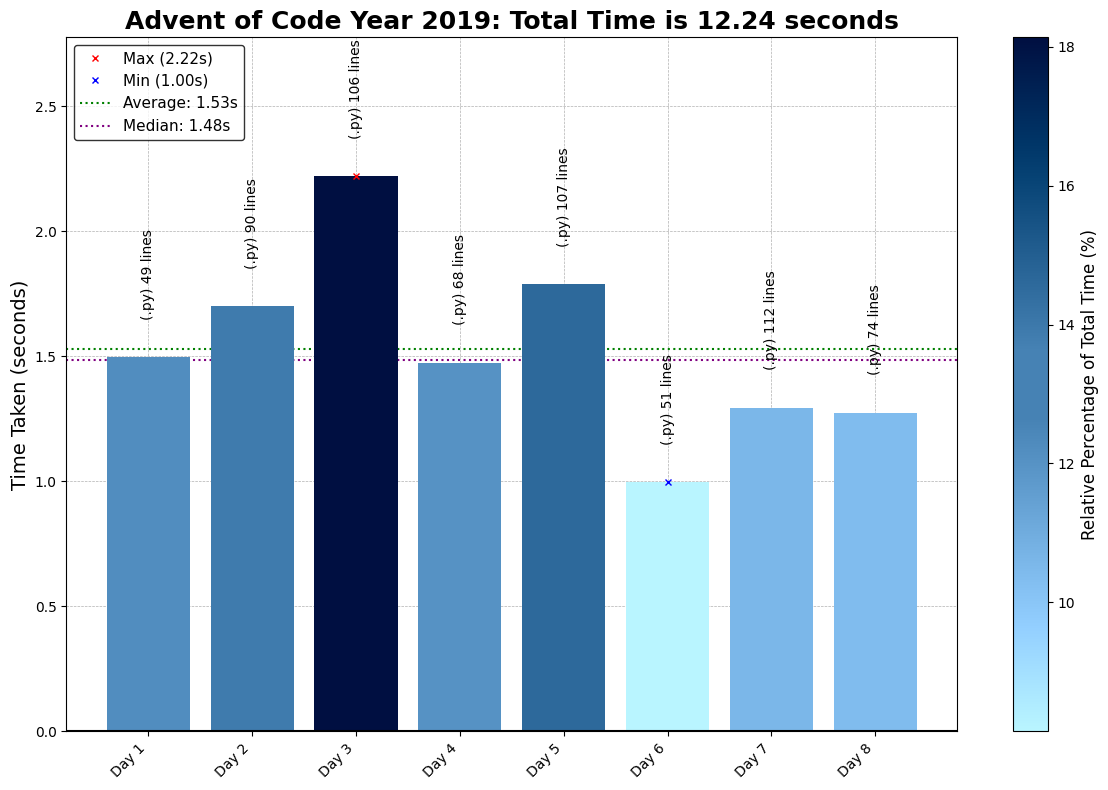 Advent of Code Year 2019: Total Time is 12.24 seconds
Max (2.22s)
Min (1.00s)
Average: 1.53s
Median: 1.48s
Time Taken (seconds)
2.5
2.0
1.5
1.0
0.5
0.0
(.py) 49 lines
(.py) 90 lines
(.py) 106 lines
(.py) 68 lines
(.py) 107 lines
(.py) 51 lines
(.py) 112 lines
(.py) 74 lines
Day 1
Day 2
Day 3
Day 4
Day 5
Day 6
Day 7
Day 8
18
16
14
12
10
Relative Percentage of Total Time (%)